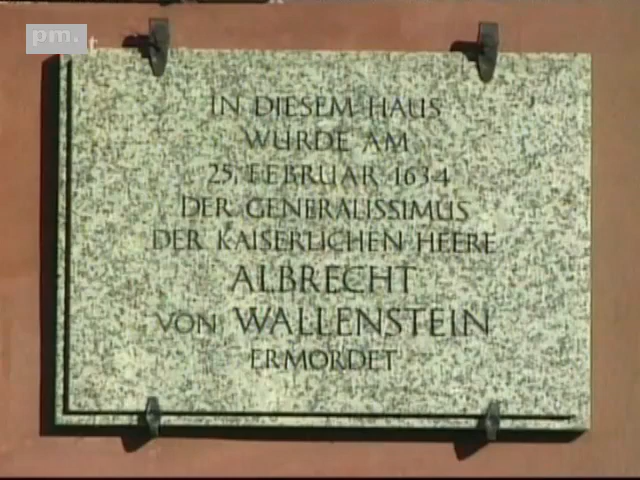 pm.
IN DIESEM HAUS
WURDE AM
25. FEBRUAR 1634
DER GENERALISSIMUS
DER KAISERLICHEN HEERE
ALBRECHT
VON WALLENSTEIN
ERMORDET